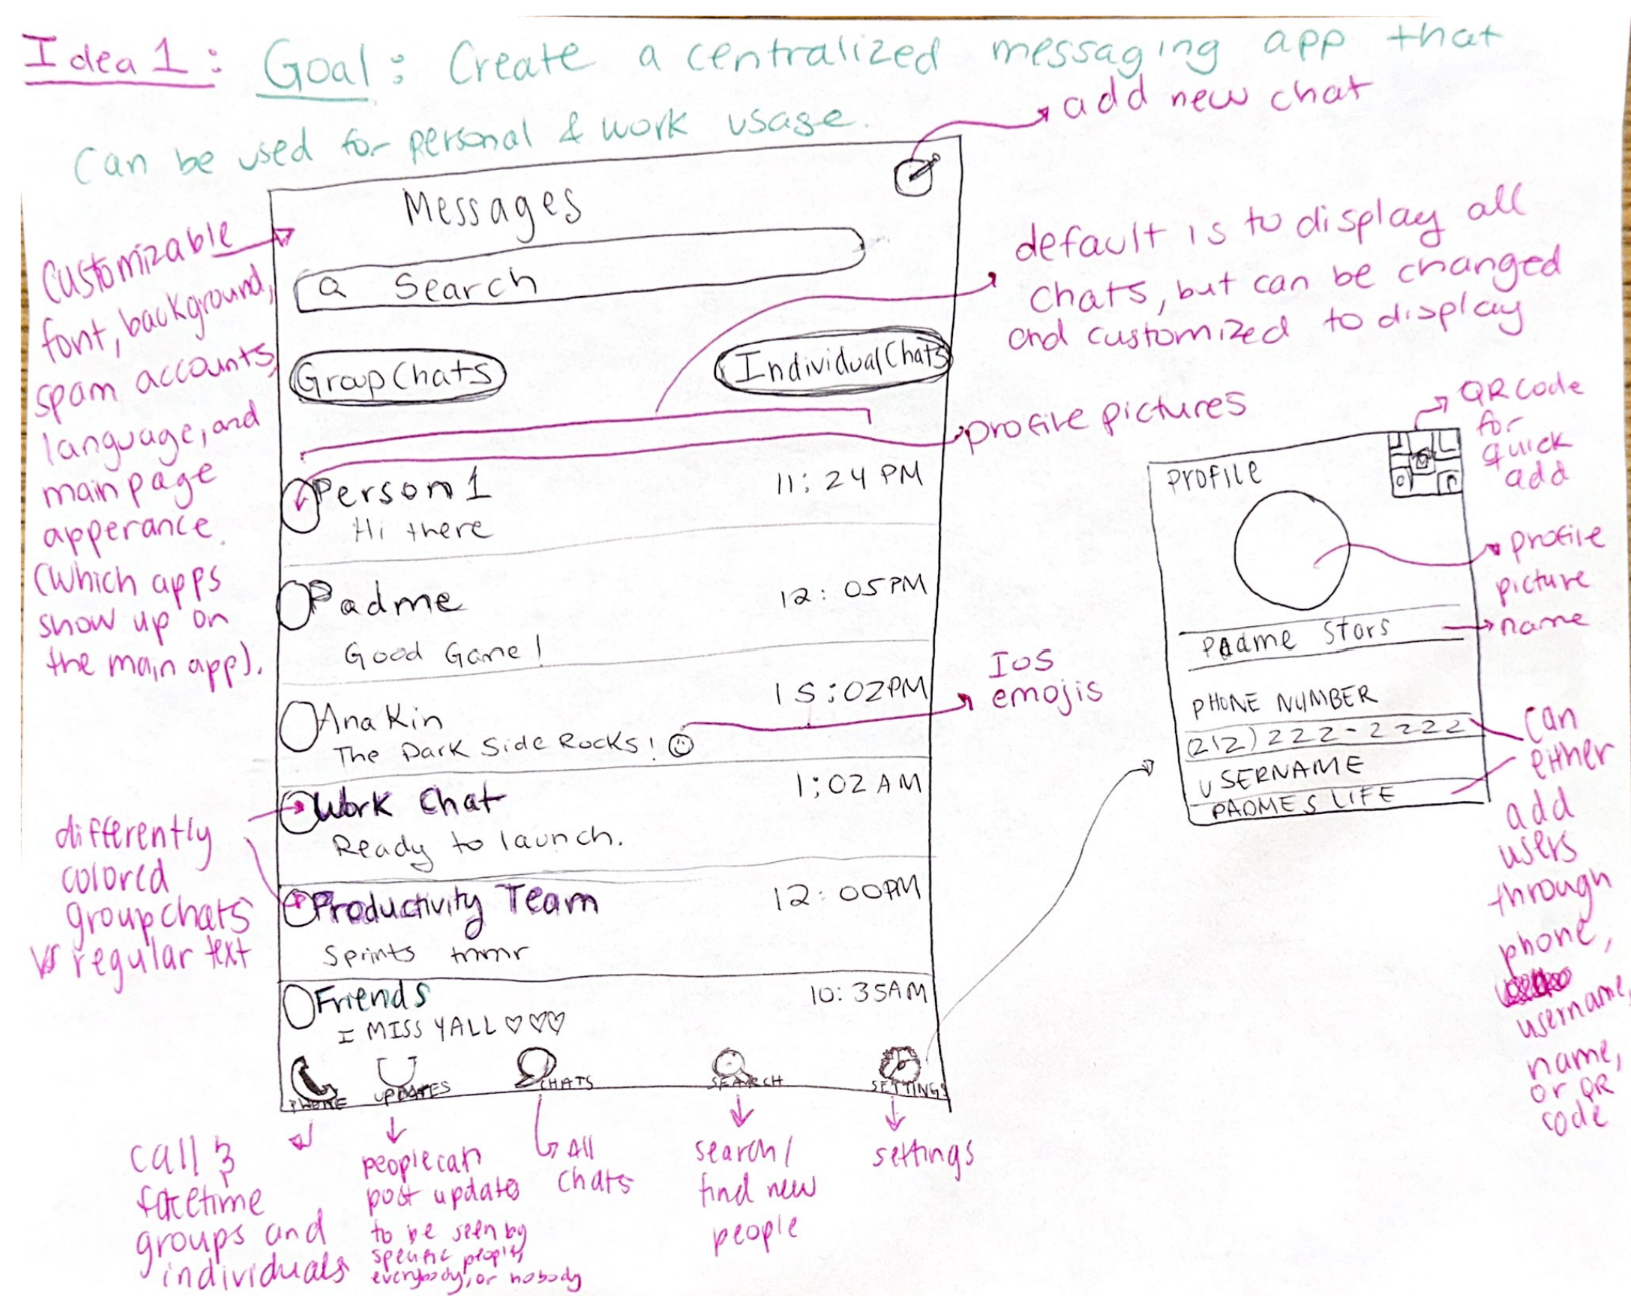 Idea 1: Goal: Create a centralized messaging app that
can be used for personal & work usage.
add new chat
Messages
Search
Group Chats
Individual Chats
Customizable
font, background,
spam accounts,
language, and
main page
apperance.
(which apps
show up on
the main app).
default is to display all
chats, but can be changed
and customized to display
profile pictures
Person 1 11:24 PM
Hi there
Padme 12:05PM
Good Game!
Anakin 15:02PM
The Dark Side Rocks! ☺
IOS
emojis
Work Chat 1:02 AM
Ready to launch.
Productivity Team 12:00PM
Sprints tmmr
differently
colored
group chats
vs regular text
Friends 10:35AM
I MISS YALL ♡♡♡
PHONE
UPDATES
CHATS
SEARCH
SETTINGS
call &
facetime
groups and
individuals
people can
post updates
to be seen by
specific people,
everybody, or nobody
All
chats
search/
find new
people
settings
Profile
QR code
for
quick
add
profile
picture
Padme Stars
name
PHONE NUMBER
(212) 222-2222
USERNAME
PADMES LIFE
can
either
add
users
through
phone,
username,
name,
or QR
code